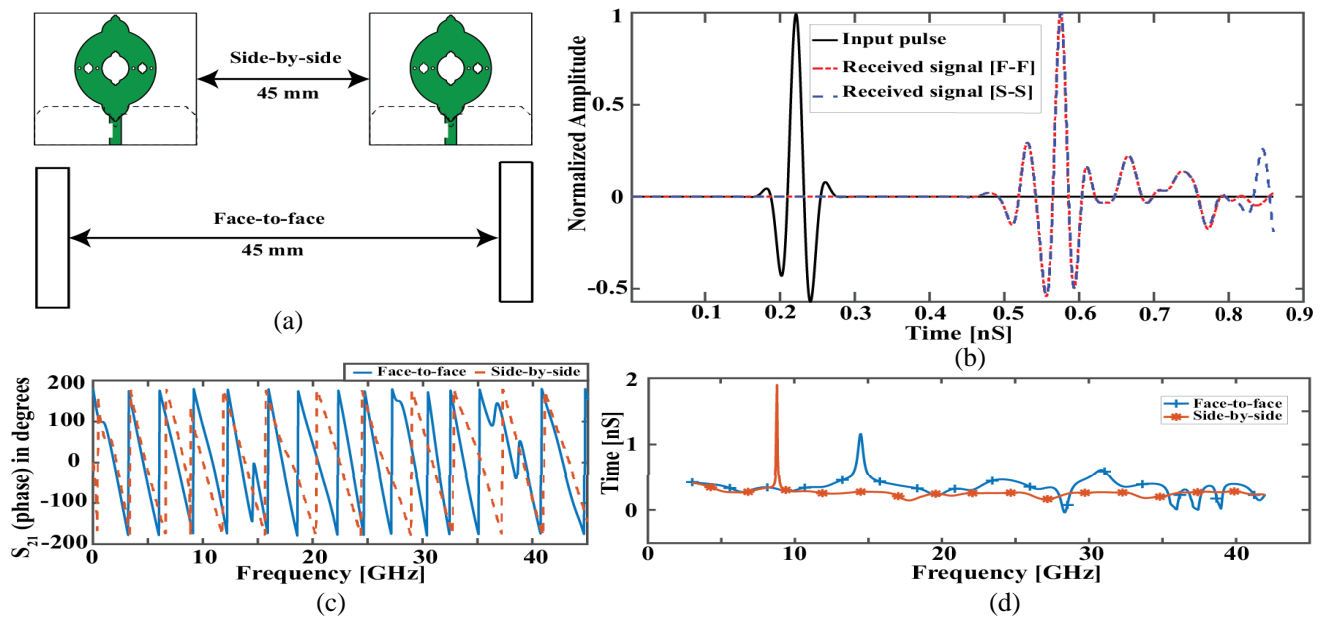 Side-by-side
45 mm
Face-to-face
45 mm
(a)
Normalized Amplitude
1
0.5
0
-0.5
Input pulse
Received signal [F-F]
Received signal [S-S]
0.1 0.2 0.3 0.4 0.5 0.6 0.7 0.8 0.9
Time [nS]
(b)
S21 (phase) in degrees
200
100
0
-100
-200
Face-to-face Side-by-side
0 10 20 30 40
Frequency [GHz]
(c)
Time [nS]
2
1
0
Face-to-face
Side-by-side
0 10 20 30 40
Frequency [GHz]
(d)